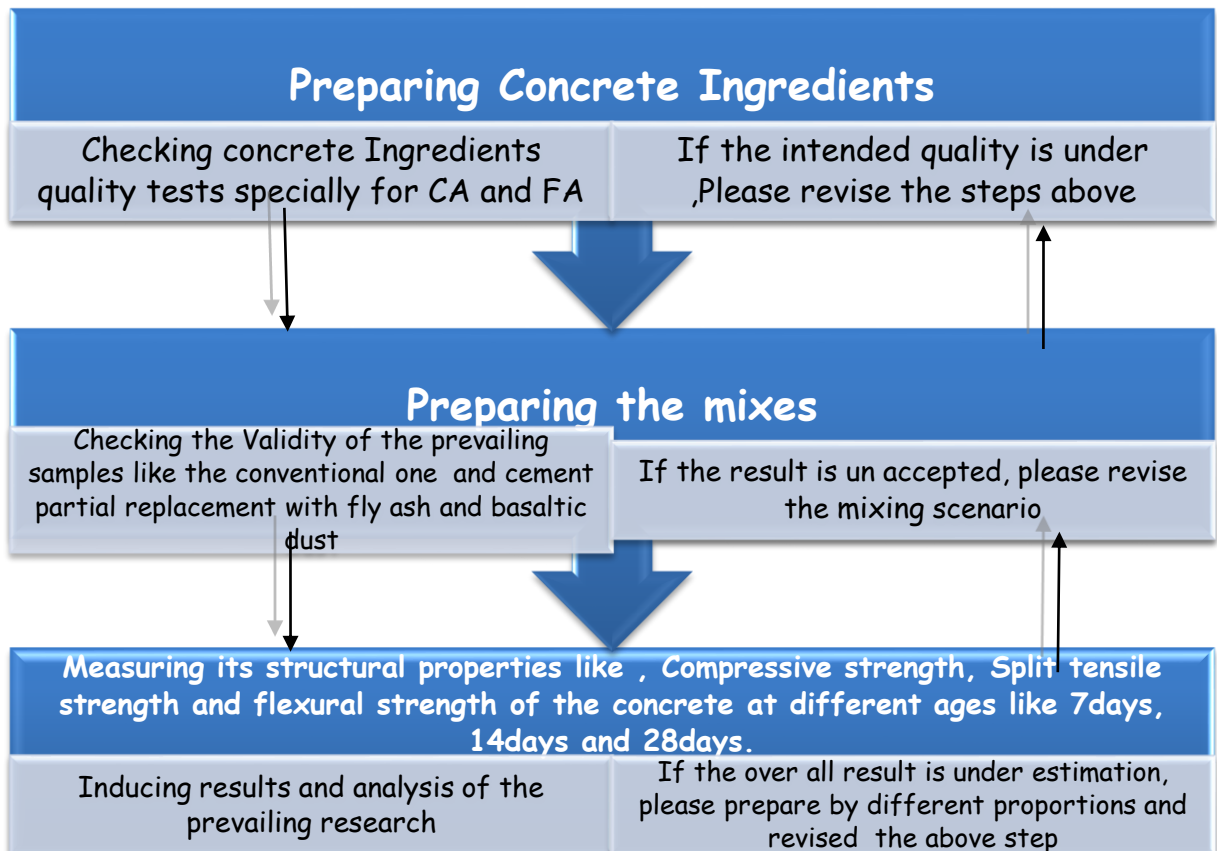 Preparing Concrete Ingredients
Checking concrete Ingredients
quality tests specially for CA and FA
If the intended quality is under
,Please revise the steps above
Preparing the mixes
Checking the Validity of the prevailing
samples like the conventional one and cement
partial replacement with fly ash and basaltic
dust
If the result is un accepted, please revise
the mixing scenario
Measuring its structural properties like , Compressive strength, Split tensile
strength and flexural strength of the concrete at different ages like 7days,
14days and 28days.
Inducing results and analysis of the
prevailing research
If the over all result is under estimation,
please prepare by different proportions and
revised the above step